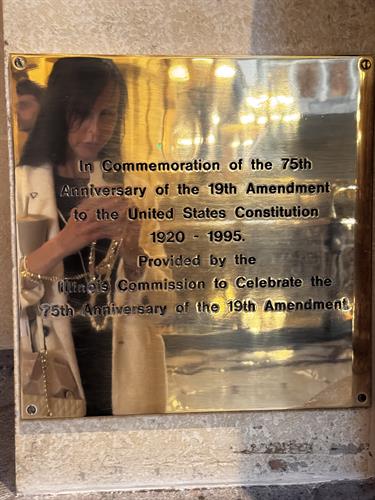 In Commemoration of the 75th
Anniversary of the 19th Amendment
to the United States Constitution
1920 - 1995.
Provided by the
Illinois Commission to Celebrate the
75th Anniversary of the 19th Amendment.